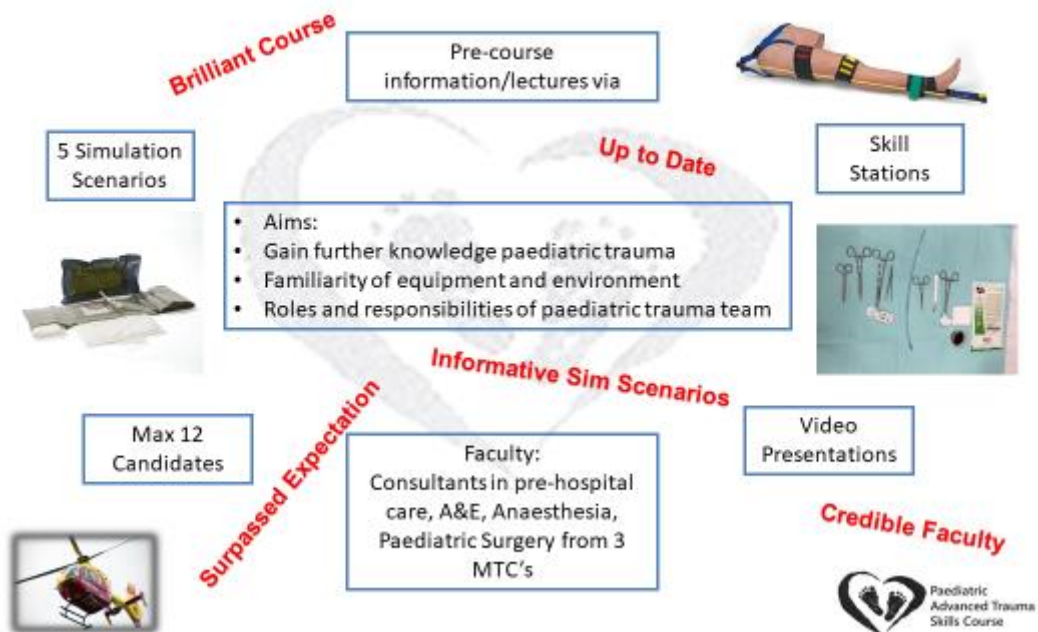 Brilliant Course
Pre-course
information/lectures via
5 Simulation
Scenarios
Up to Date
Skill
Stations
• Aims:
• Gain further knowledge paediatric trauma
• Familiarity of equipment and environment
• Roles and responsibilities of paediatric trauma team
Informative Sim Scenarios
Max 12
Candidates
Surpassed Expectation
Faculty:
Consultants in pre-hospital
care, A&E, Anaesthesia,
Paediatric Surgery from 3
MTC's
Video
Presentations
Credible Faculty
Paediatric
Advanced Trauma
Skills Course